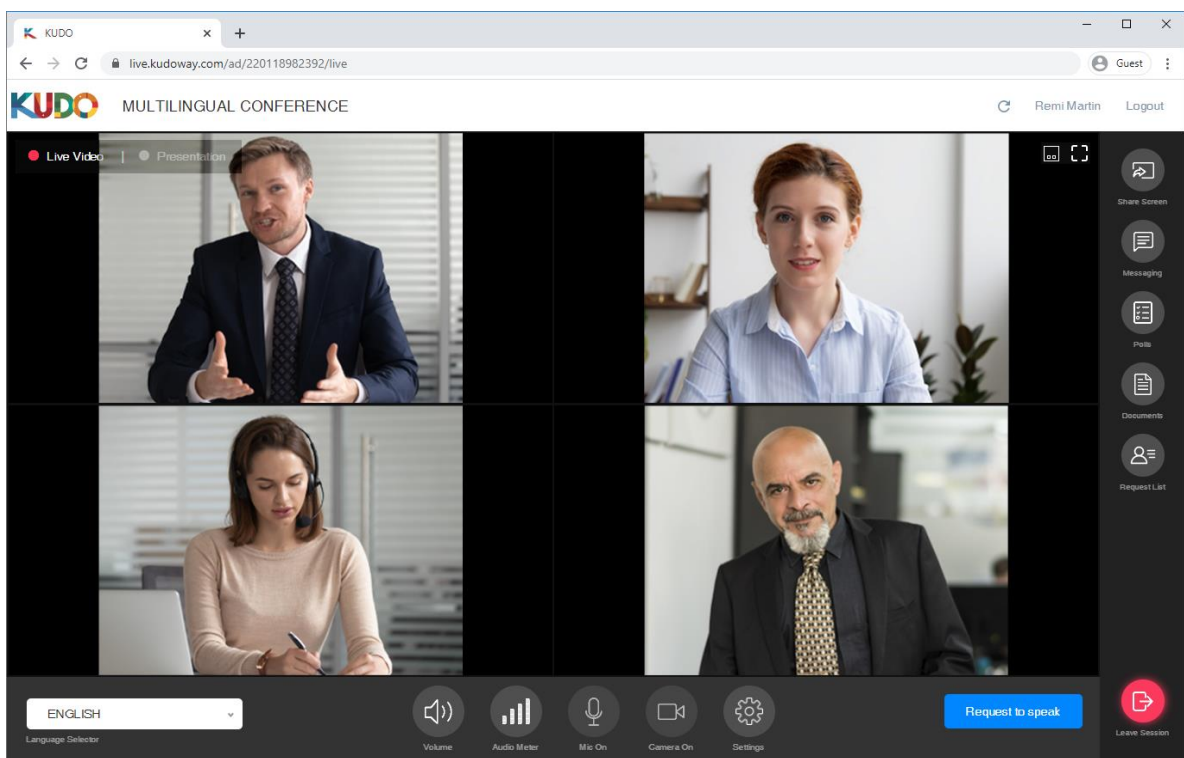 KUDO
live.kudoway.com/ad/220118982392/live
Guest
KUDO
MULTILINGUAL CONFERENCE
Remi Martin
Logout
Live Video | Presentation
Share Screen
Messaging
Polls
Documents
Request List
ENGLISH
Language Selector
Volume
Audio Meter
Mic On
Camera On
Settings
Request to speak
Leave Session